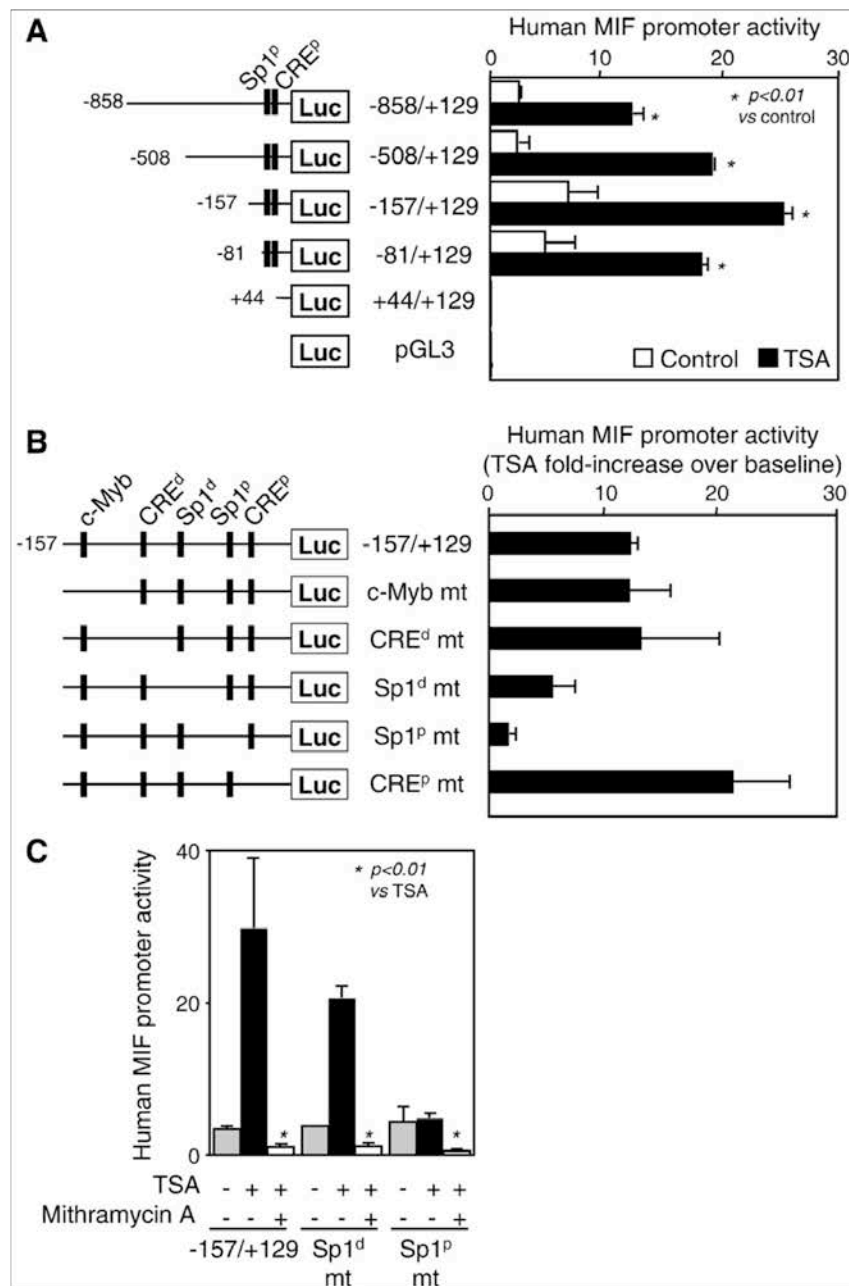 A
Human MIF promoter activity
0 10 20 30
Sp1ᵖ CREᵖ
-858 Luc -858/+129 *
* p<0.01
vs control
-508 Luc -508/+129 *
-157 Luc -157/+129 *
-81 Luc -81/+129 *
+44 Luc +44/+129
Luc pGL3
Control TSA
B
Human MIF promoter activity
(TSA fold-increase over baseline)
0 10 20 30
c-Myb CREᵈ Sp1ᵈ Sp1ᵖ CREᵖ
-157 Luc -157/+129
Luc c-Myb mt
Luc CREᵈ mt
Luc Sp1ᵈ mt
Luc Sp1ᵖ mt
Luc CREᵖ mt
C
Human MIF promoter activity
40
20
0
* p<0.01
vs TSA
* * *
TSA - + + - + + - + +
Mithramycin A - - + - - + - - +
-157/+129 Sp1ᵈ Sp1ᵖ
mt mt